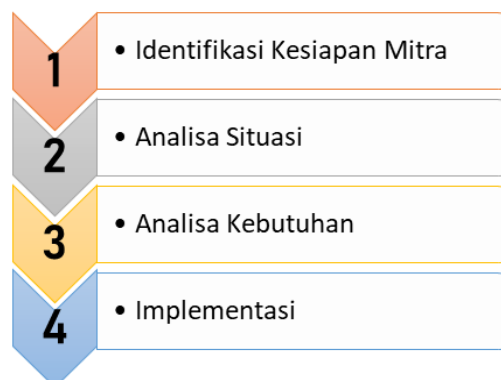 1
• Identifikasi Kesiapan Mitra
2
• Analisa Situasi
3
• Analisa Kebutuhan
4
• Implementasi